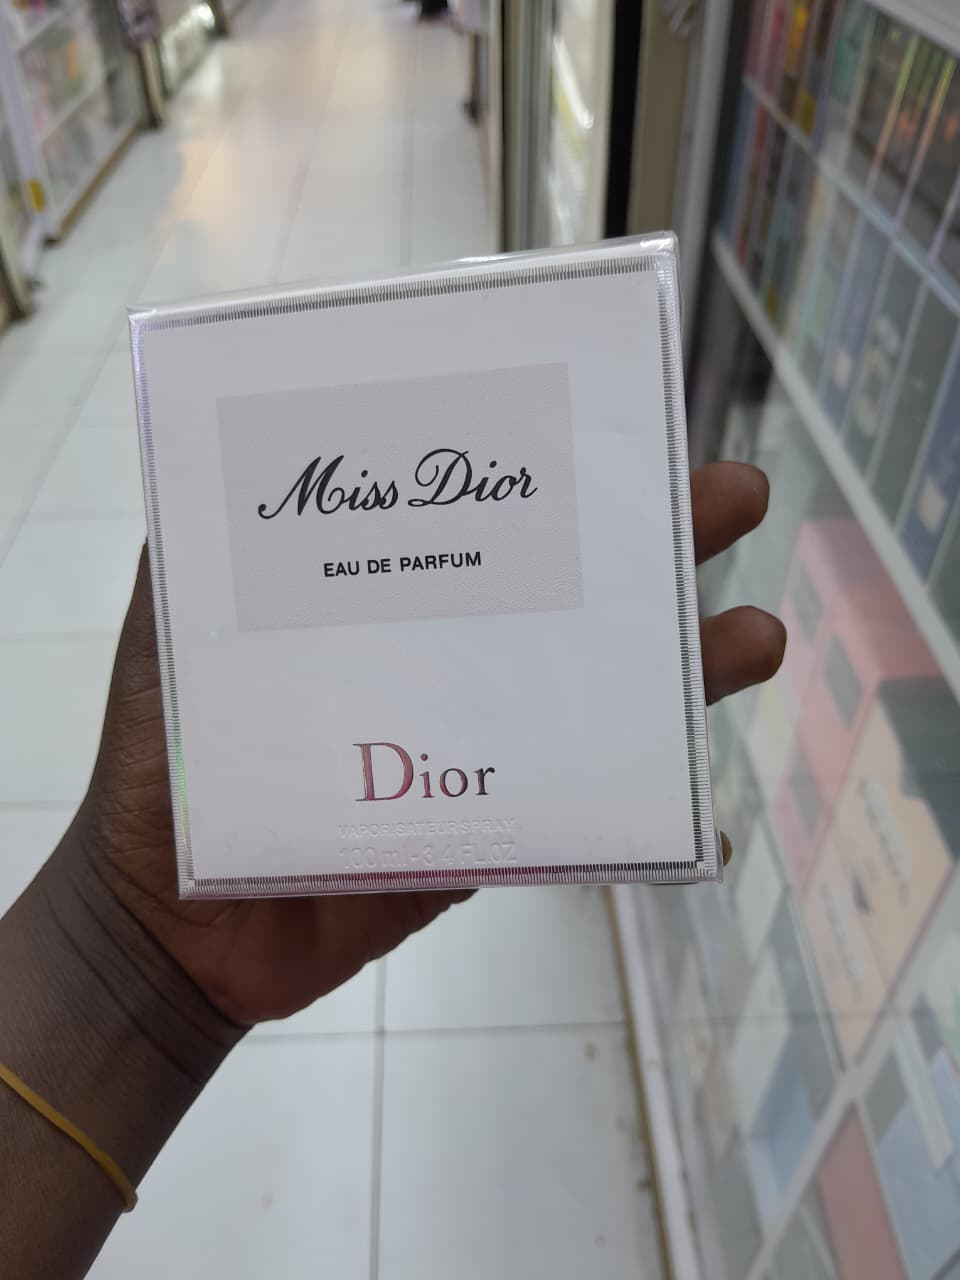 Miss Dior
EAU DE PARFUM
Dior
VAPORISATEUR SPRAY
100 ml - 3.4 FL.OZ